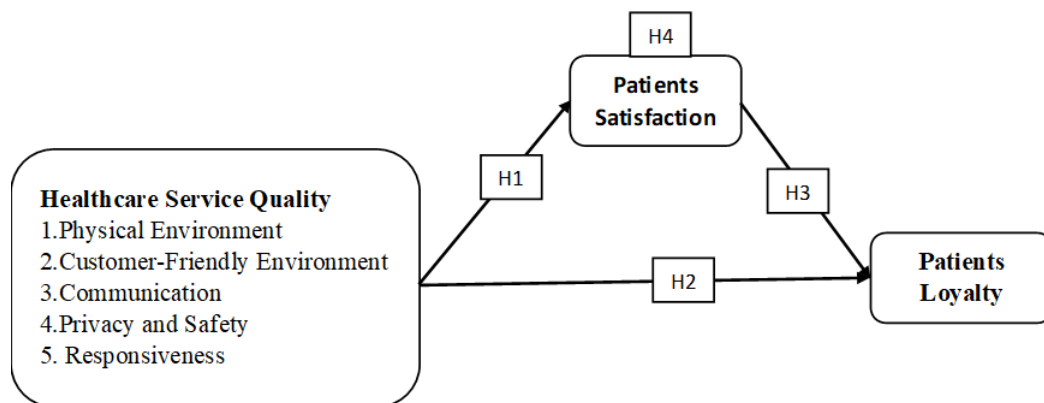 H4
Patients
Satisfaction
H1
H3
Healthcare Service Quality
1.Physical Environment
2.Customer-Friendly Environment
3.Communication
4.Privacy and Safety
5. Responsiveness
H2
Patients
Loyalty